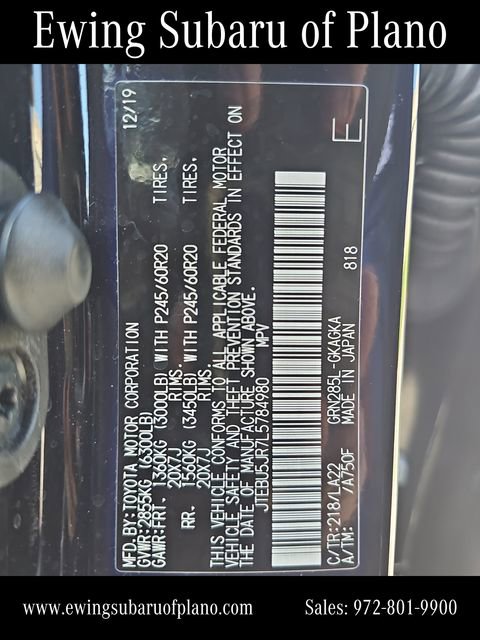 Ewing Subaru of Plano
MFD.BY:TOYOTA MOTOR CORPORATION 12/19
GVWR:2855KG (6300LB)
GAWR:FRT. 1360KG (3000LB) WITH P245/60R20 TIRES,
20X7J RIMS,
RR. 1560KG (3450LB) WITH P245/60R20 TIRES,
20X7J RIMS,
THIS VEHICLE CONFORMS TO ALL APPLICABLE FEDERAL MOTOR
VEHICLE SAFETY AND THEFT PREVENTION STANDARDS IN EFFECT ON
THE DATE OF MANUFACTURE SHOWN ABOVE.
JTEBU5JR7L5784980 MPV
C/TR:218/LA22 GRN285L-GKAGKA 818
A/TM: /A750F MADE IN JAPAN E
www.ewingsubaruofplano.com Sales: 972-801-9900